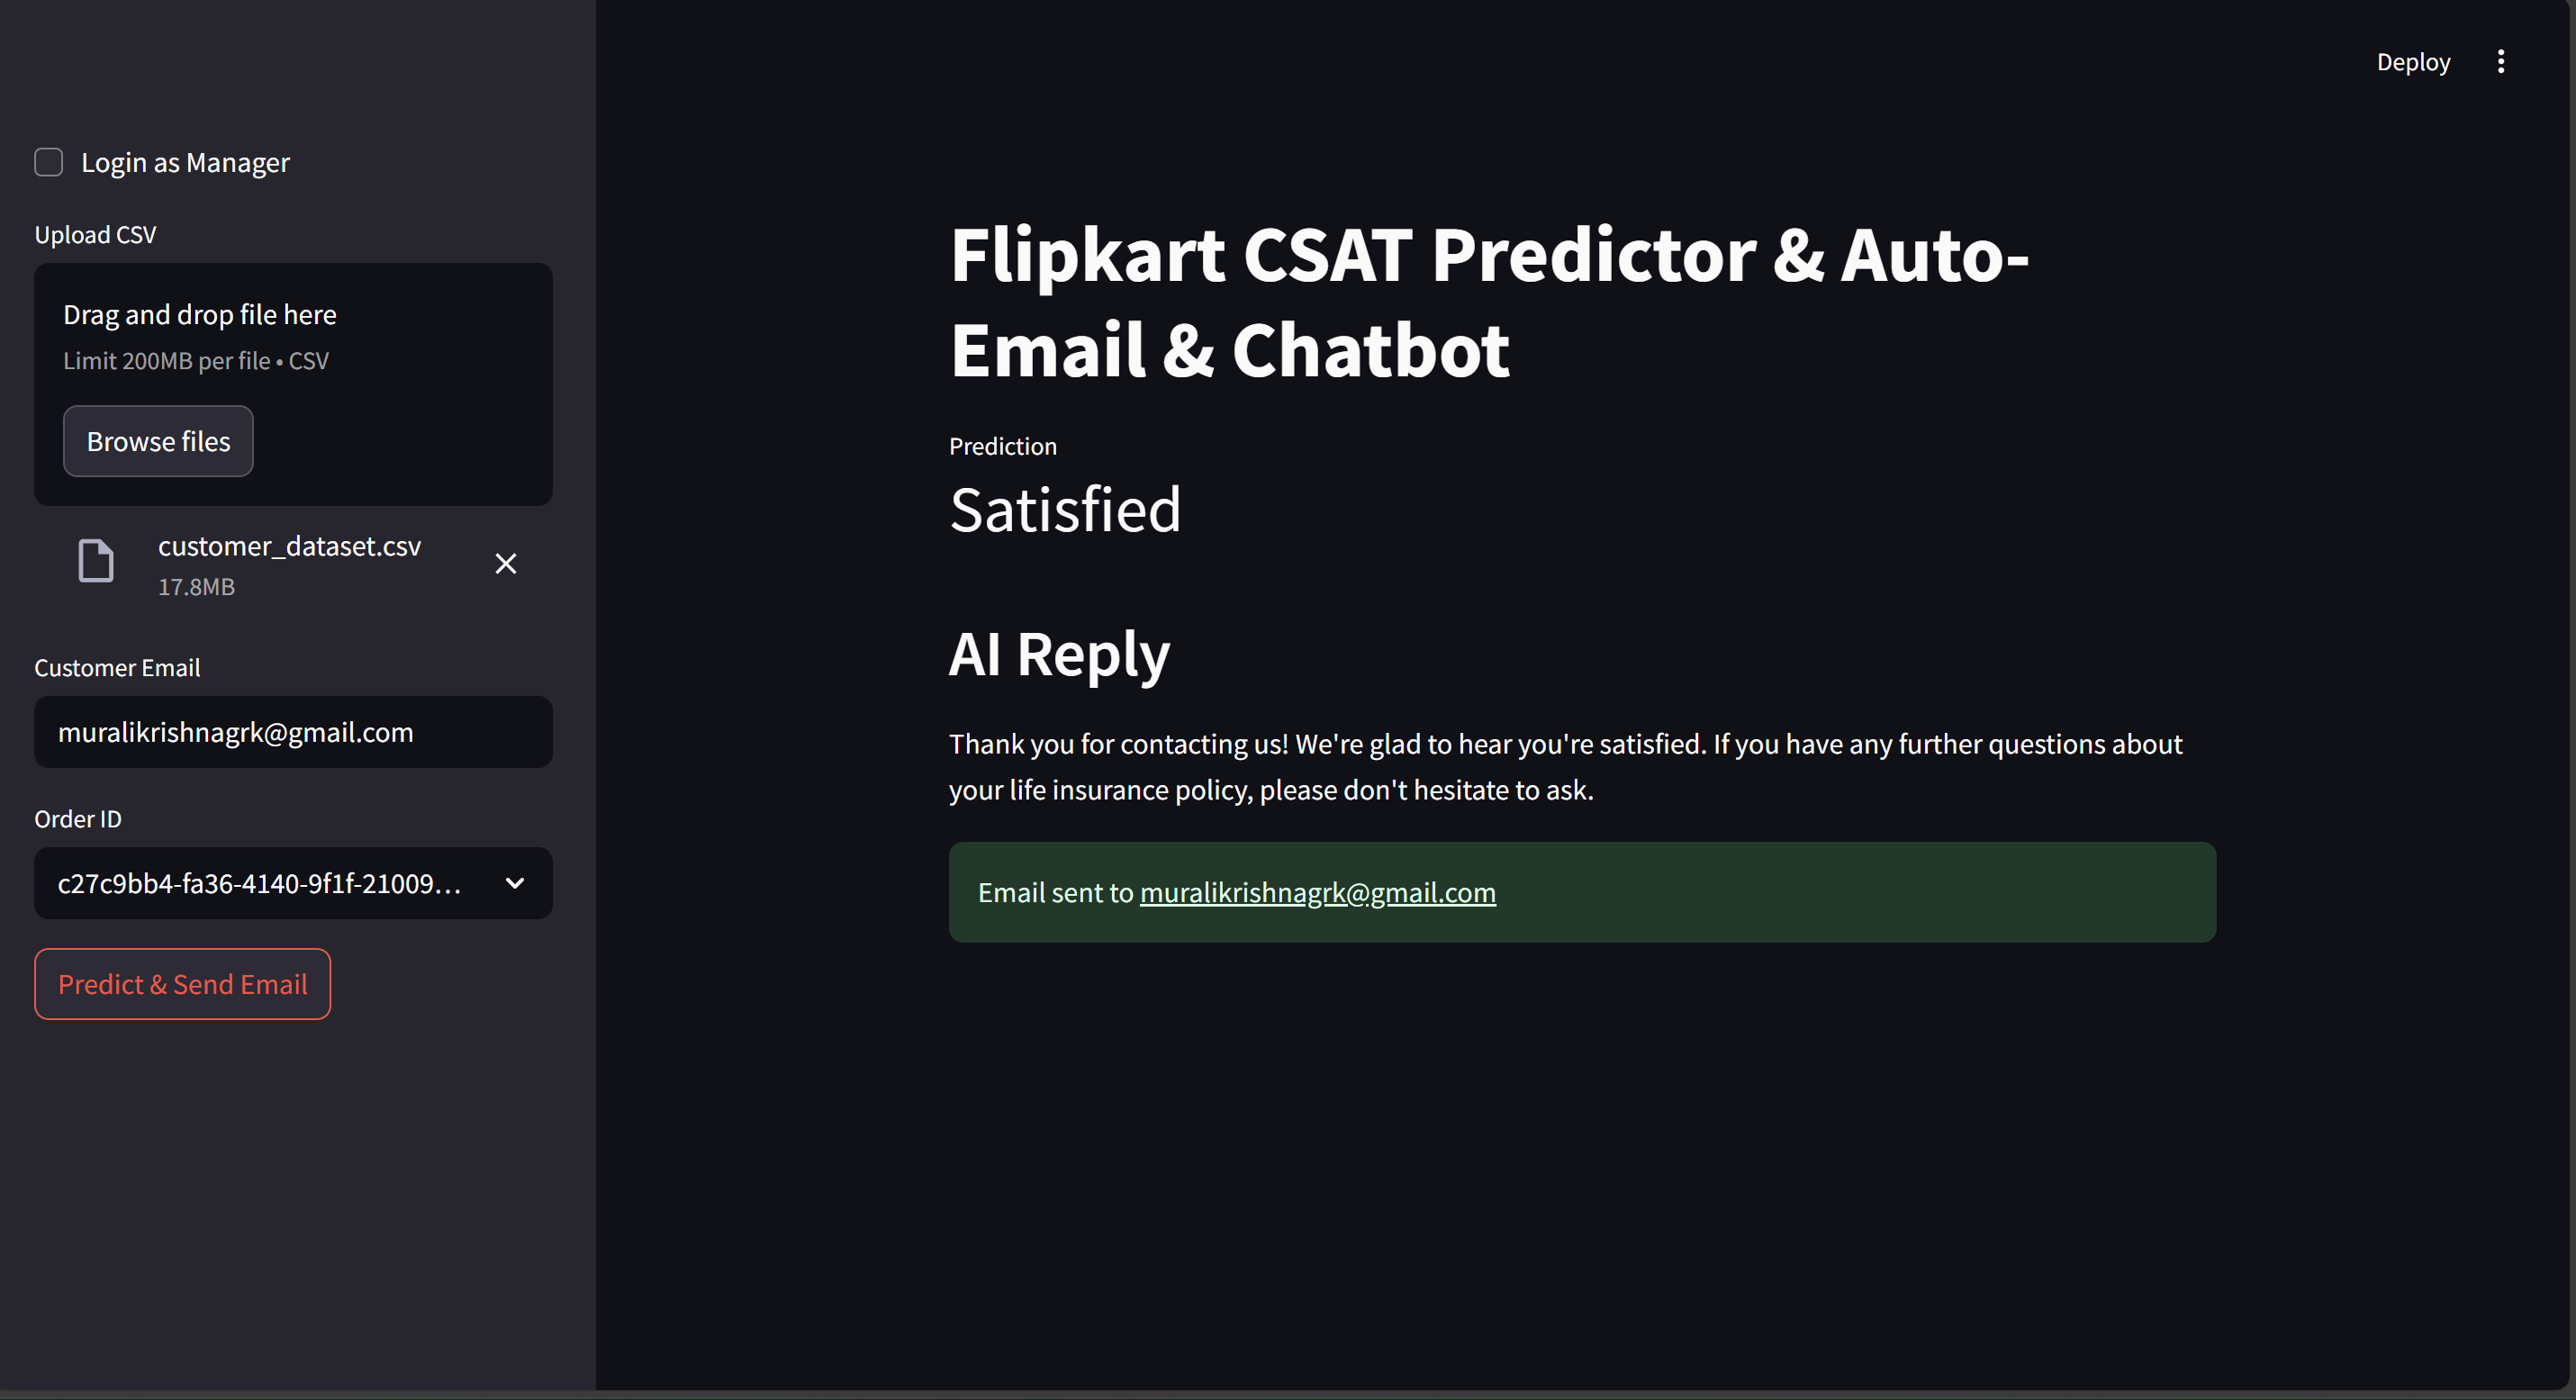 Deploy
Login as Manager
Upload CSV
Drag and drop file here
Limit 200MB per file • CSV
Browse files
customer_dataset.csv
17.8MB
Customer Email
muralikrishnagrk@gmail.com
Order ID
c27c9bb4-fa36-4140-9f1f-21009...
Predict & Send Email
Flipkart CSAT Predictor & Auto-
Email & Chatbot
Prediction
Satisfied
AI Reply
Thank you for contacting us! We're glad to hear you're satisfied. If you have any further questions about
your life insurance policy, please don't hesitate to ask.
Email sent to muralikrishnagrk@gmail.com